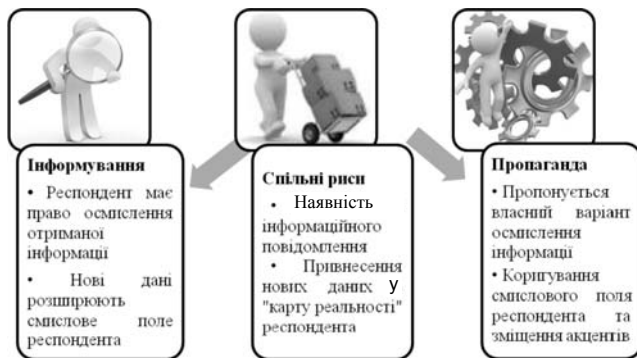 Інформування
• Респондент має
право осмислення
отриманої
інформації
• Нові дані
розширюють
смислове поле
респондента
Спільні риси
• Наявність
інформаційного
повідомлення
• Привнесення
нових даних у
"карту реальності"
респондента
Пропаганда
• Пропонується
власний варіант
осмислення
інформації
• Коригування
смислового поля
респондента та
зміщення акцентів